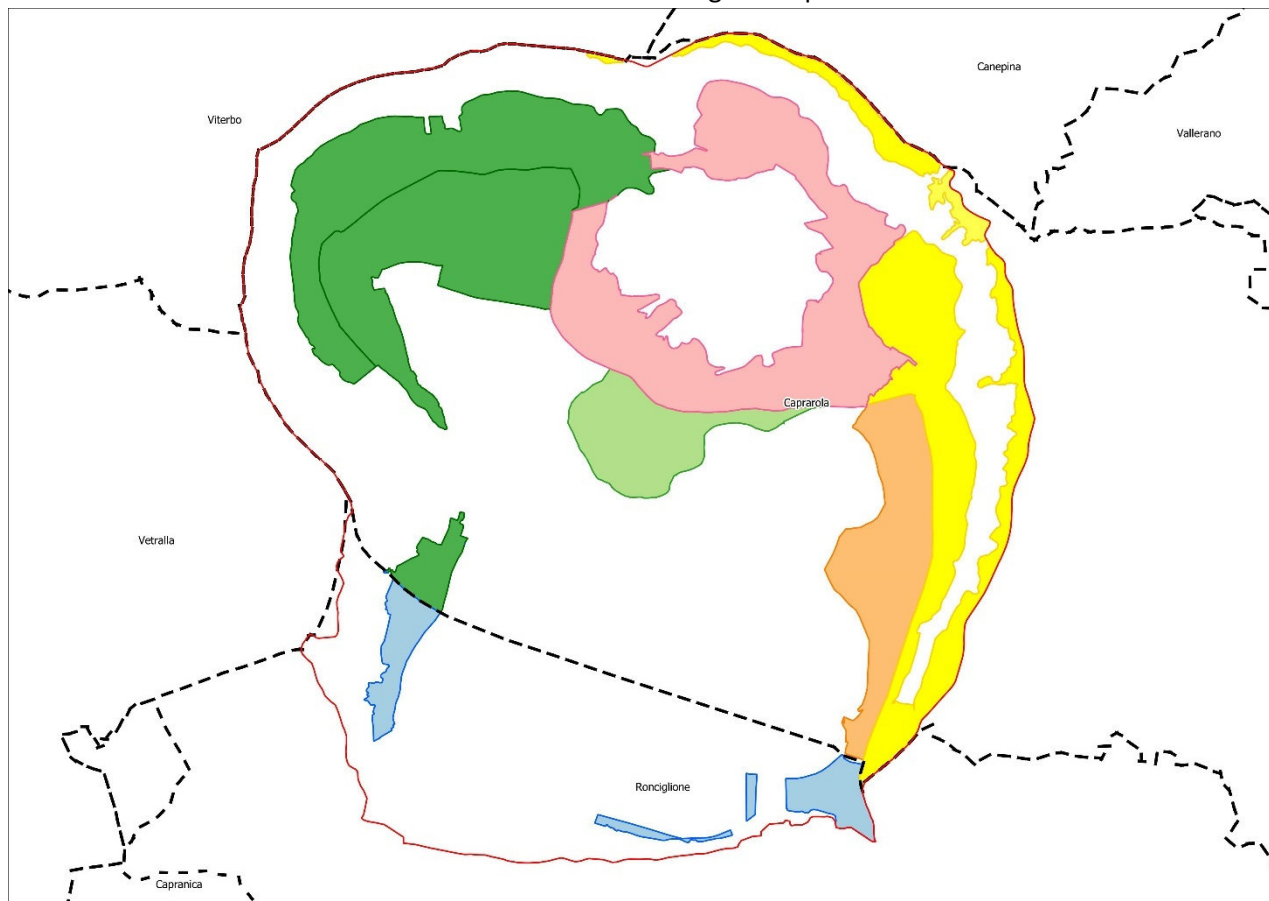 Canepina
Viterbo
Vallerano
Caprarola
Vetralla
Ronciglione
Capranica